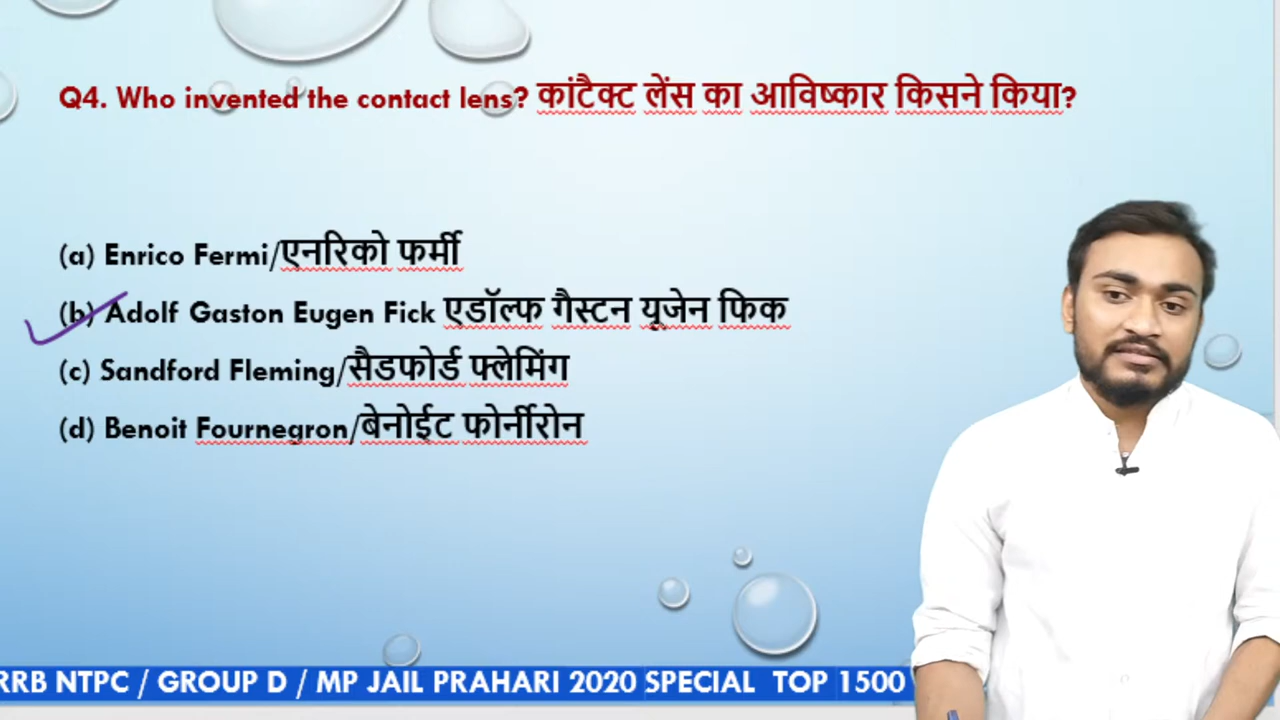 Q4. Who invented the contact lens? कांटैक्ट लेंस का आविष्कार किसने किया?
(a) Enrico Fermi/एनरिको फर्मी
(b) Adolf Gaston Eugen Fick एडॉल्फ गैस्टन यूजेन फिक
(c) Sandford Fleming/सैडफोर्ड फ्लेमिंग
(d) Benoit Fournegron/बेनोईट फोर्नीरोन
RRB NTPC / GROUP D / MP JAIL PRAHARI 2020 SPECIAL TOP 1500